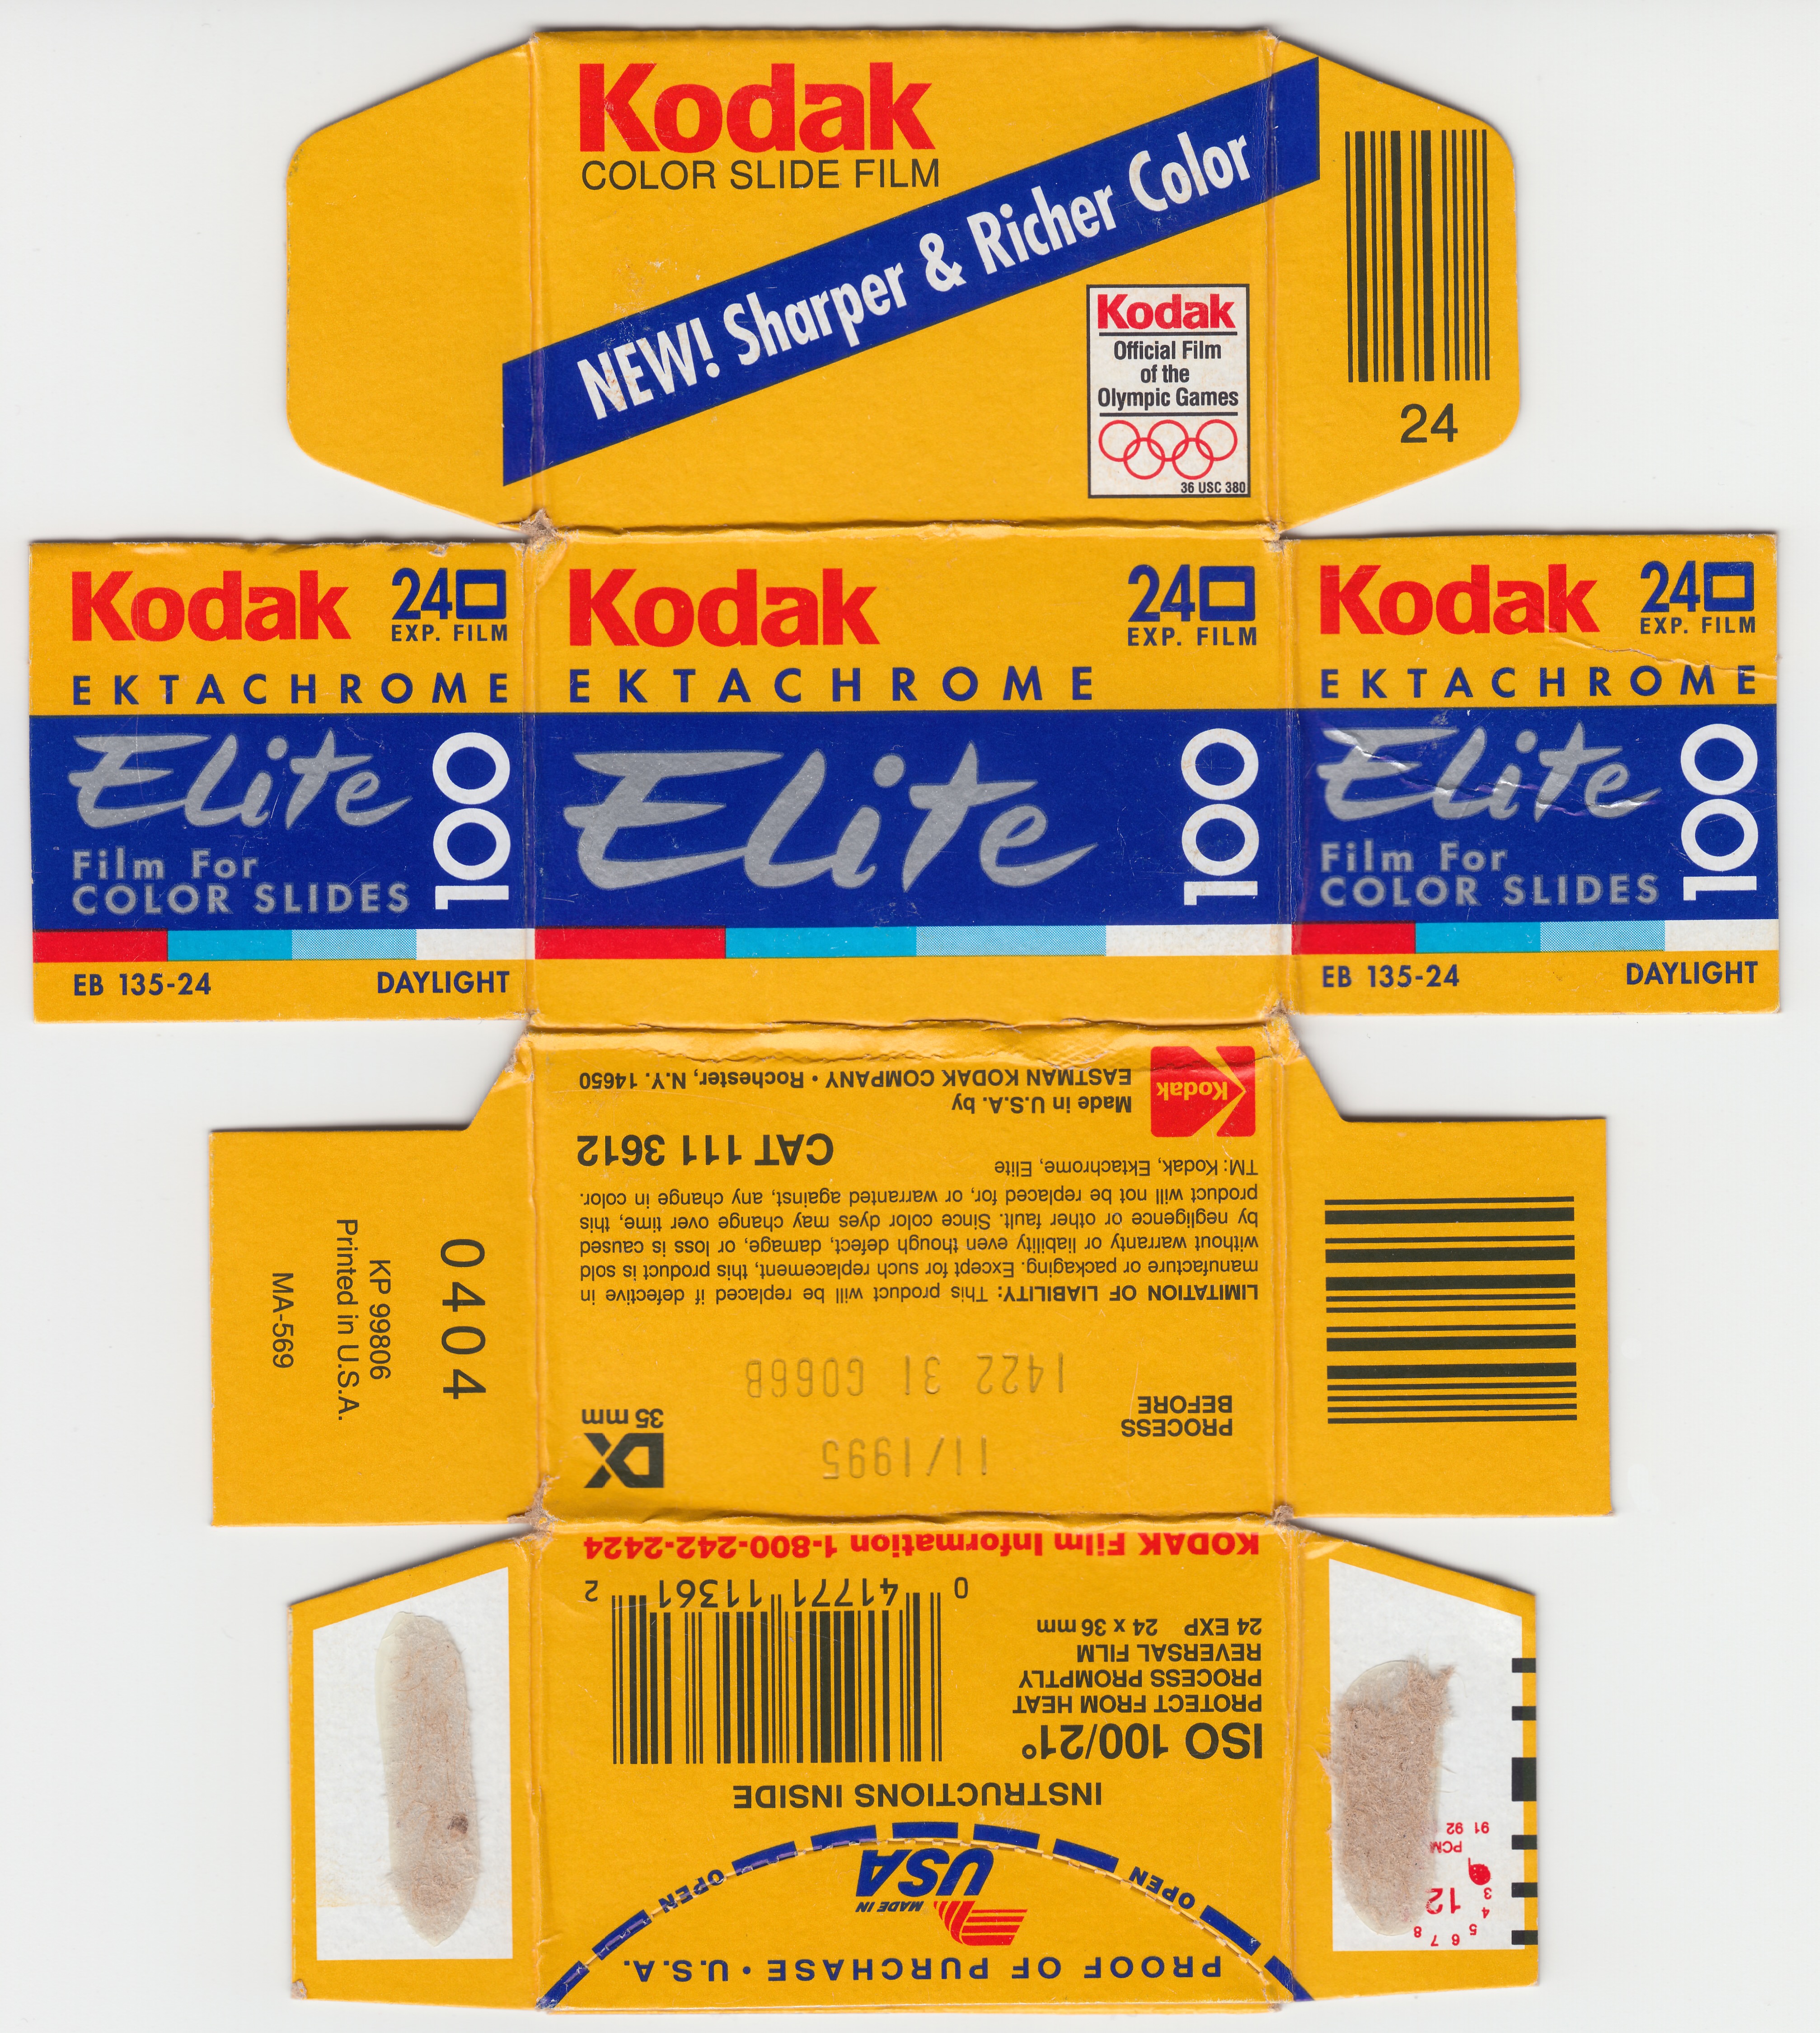 Kodak
COLOR SLIDE FILM
NEW! Sharper & Richer Color
Kodak
Official Film
of the
Olympic Games
36 USC 380
24
Kodak
24
EXP. FILM
EKTACHROME
Elite
100
Film For
COLOR SLIDES
EB 135-24
DAYLIGHT
Kodak
24
EXP. FILM
EKTACHROME
Elite
100
Kodak
24
EXP. FILM
EKTACHROME
Elite
100
Film For
COLOR SLIDES
EB 135-24
DAYLIGHT
0404
KP 99806
Printed in U.S.A.
MA-569
PROCESS
BEFORE
11/1995
1422 31 G066B
DX
35 mm
LIMITATION OF LIABILITY: This product will be replaced if defective in
manufacture or packaging. Except for such replacement, this product is sold
without warranty or liability even though defect, damage, or loss is caused
by negligence or other fault. Since color dyes may change over time, this
product will not be replaced for, or warranted against, any change in color.
TM: Kodak, Ektachrome, Elite
CAT 111 3612
Kodak
Made in U.S.A. by
EASTMAN KODAK COMPANY • Rochester, N.Y. 14650
PROOF OF PURCHASE • U.S.A.
OPEN
MADE IN
USA
OPEN
INSTRUCTIONS INSIDE
ISO 100/21°
PROTECT FROM HEAT
PROCESS PROMPTLY
REVERSAL FILM
24 EXP 24 x 36 mm
0 41771 11361 2
KODAK Film Information 1-800-242-2424
8 7 6 5 4 3
12
PCM
91 92